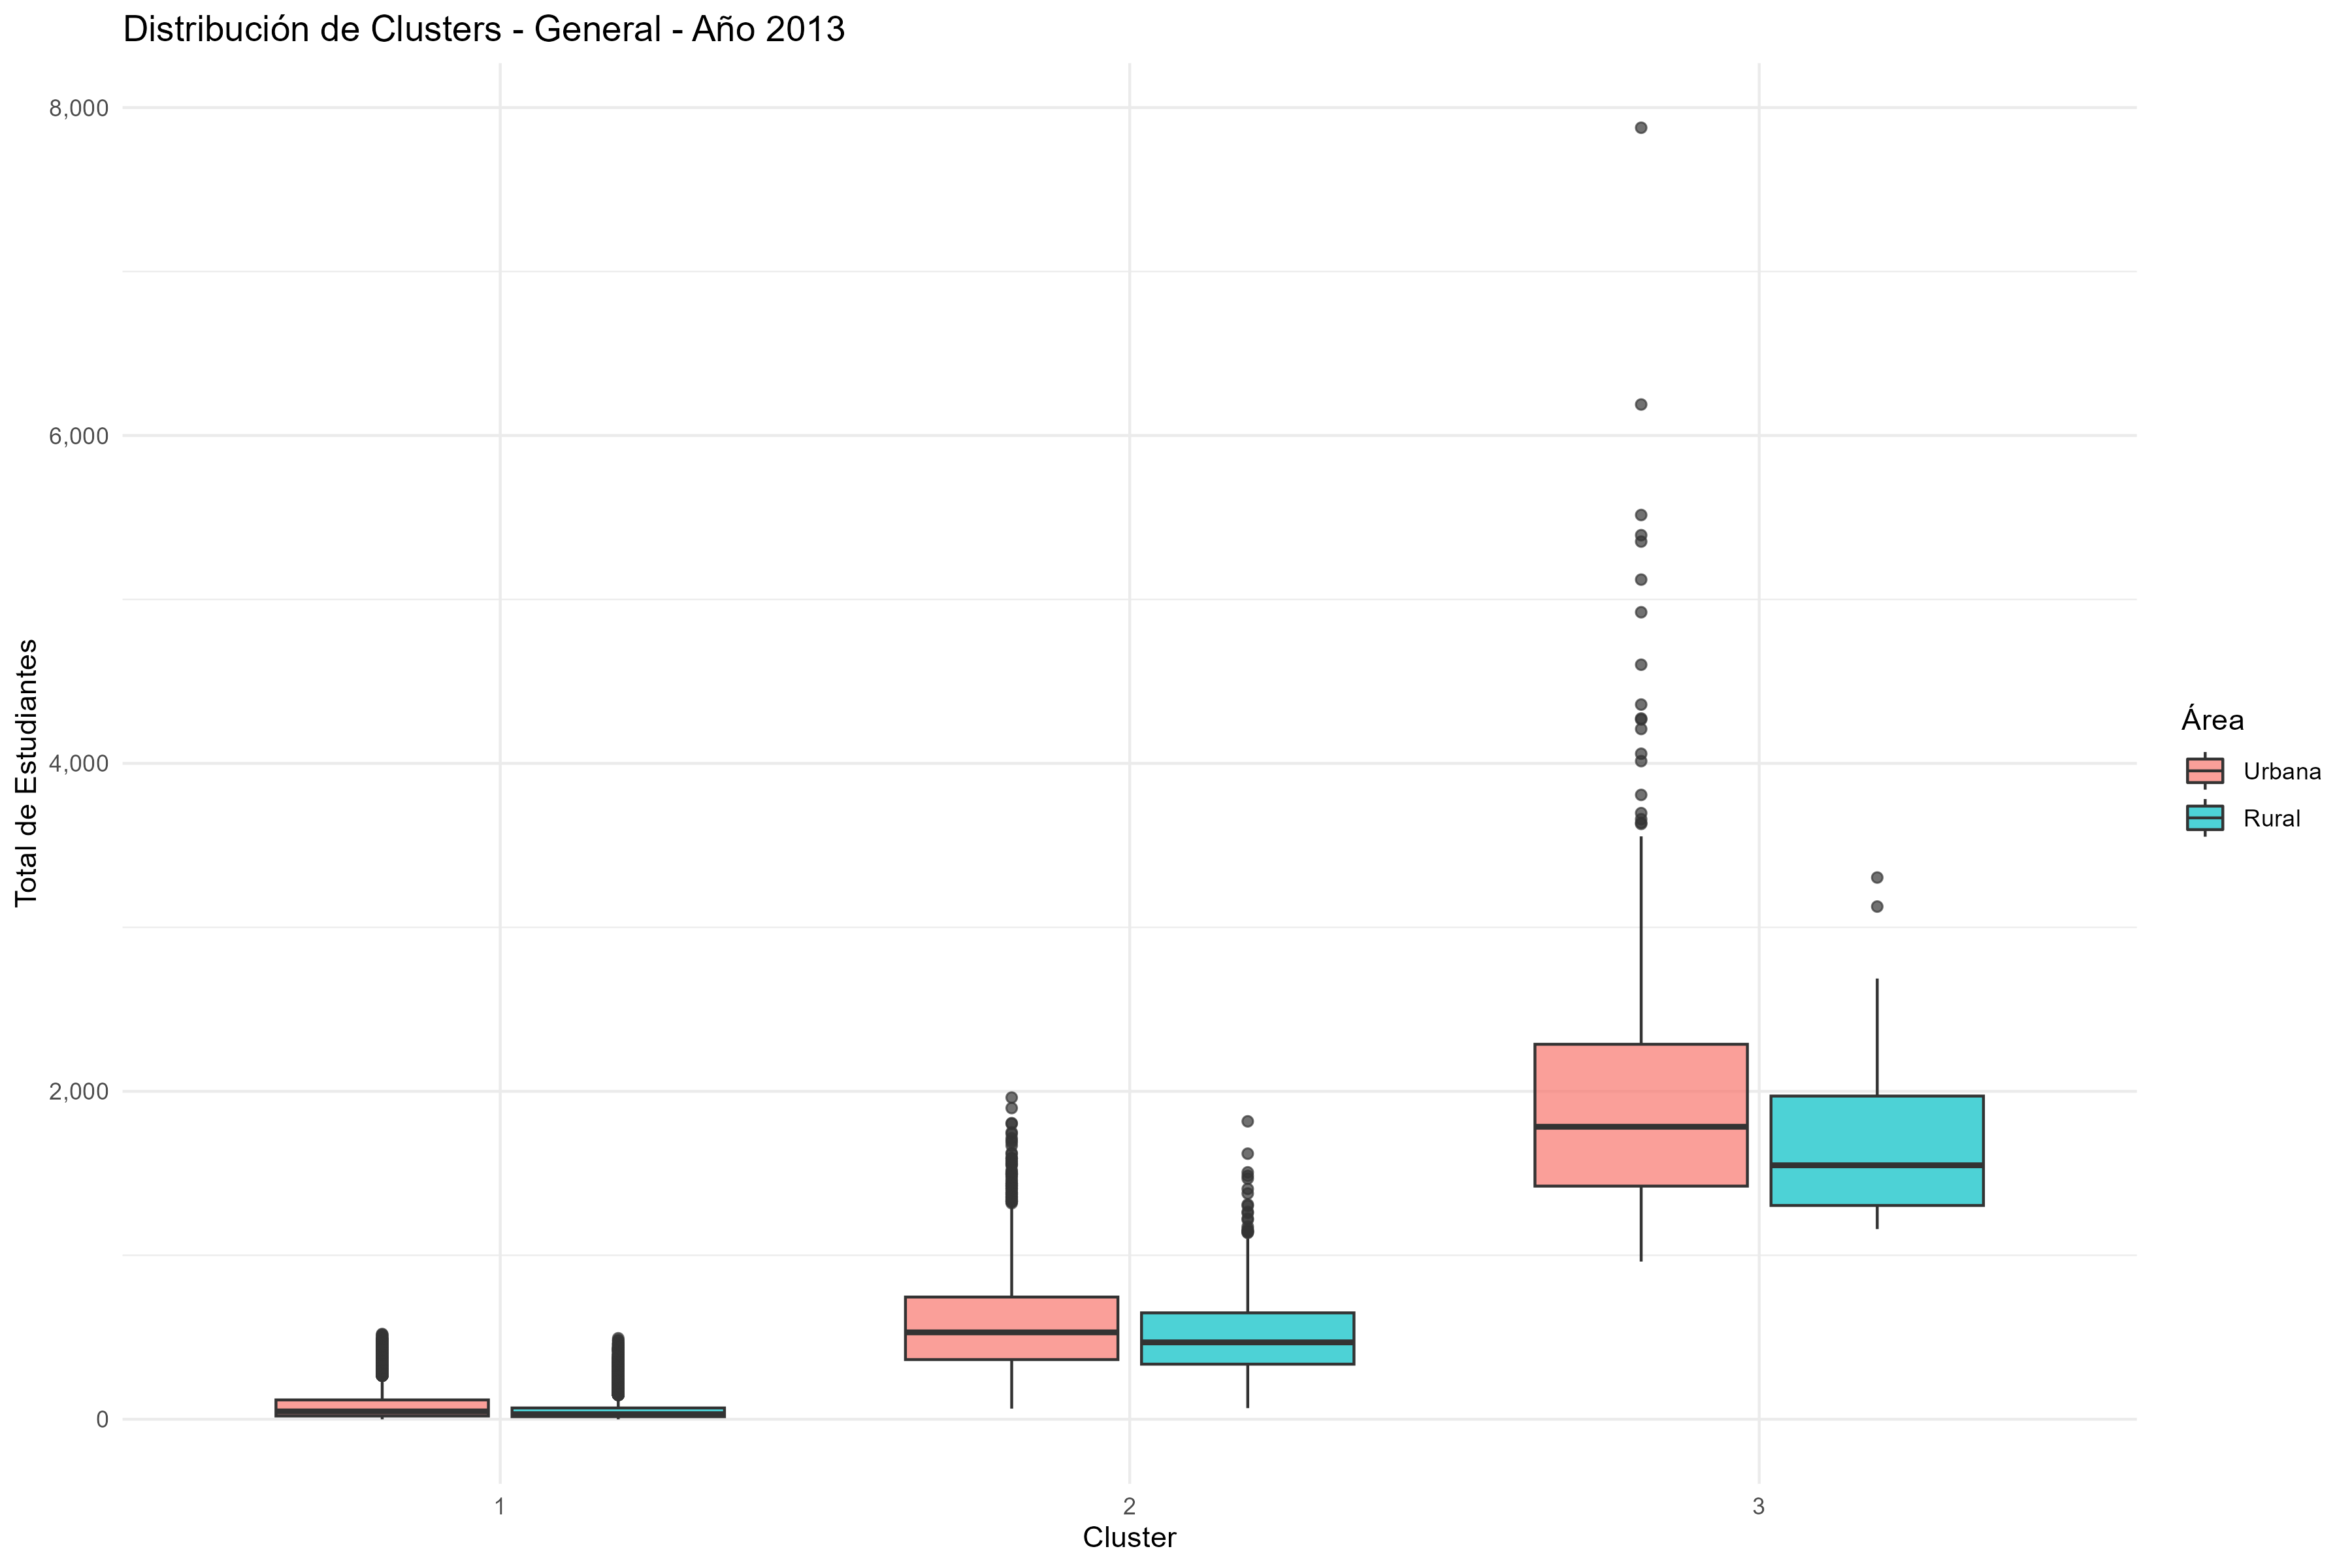 Distribución de Clusters - General - Año 2013
Total de Estudiantes
8,000
6,000
4,000
2,000
0
1
2
3
Cluster
Área
Urbana
Rural